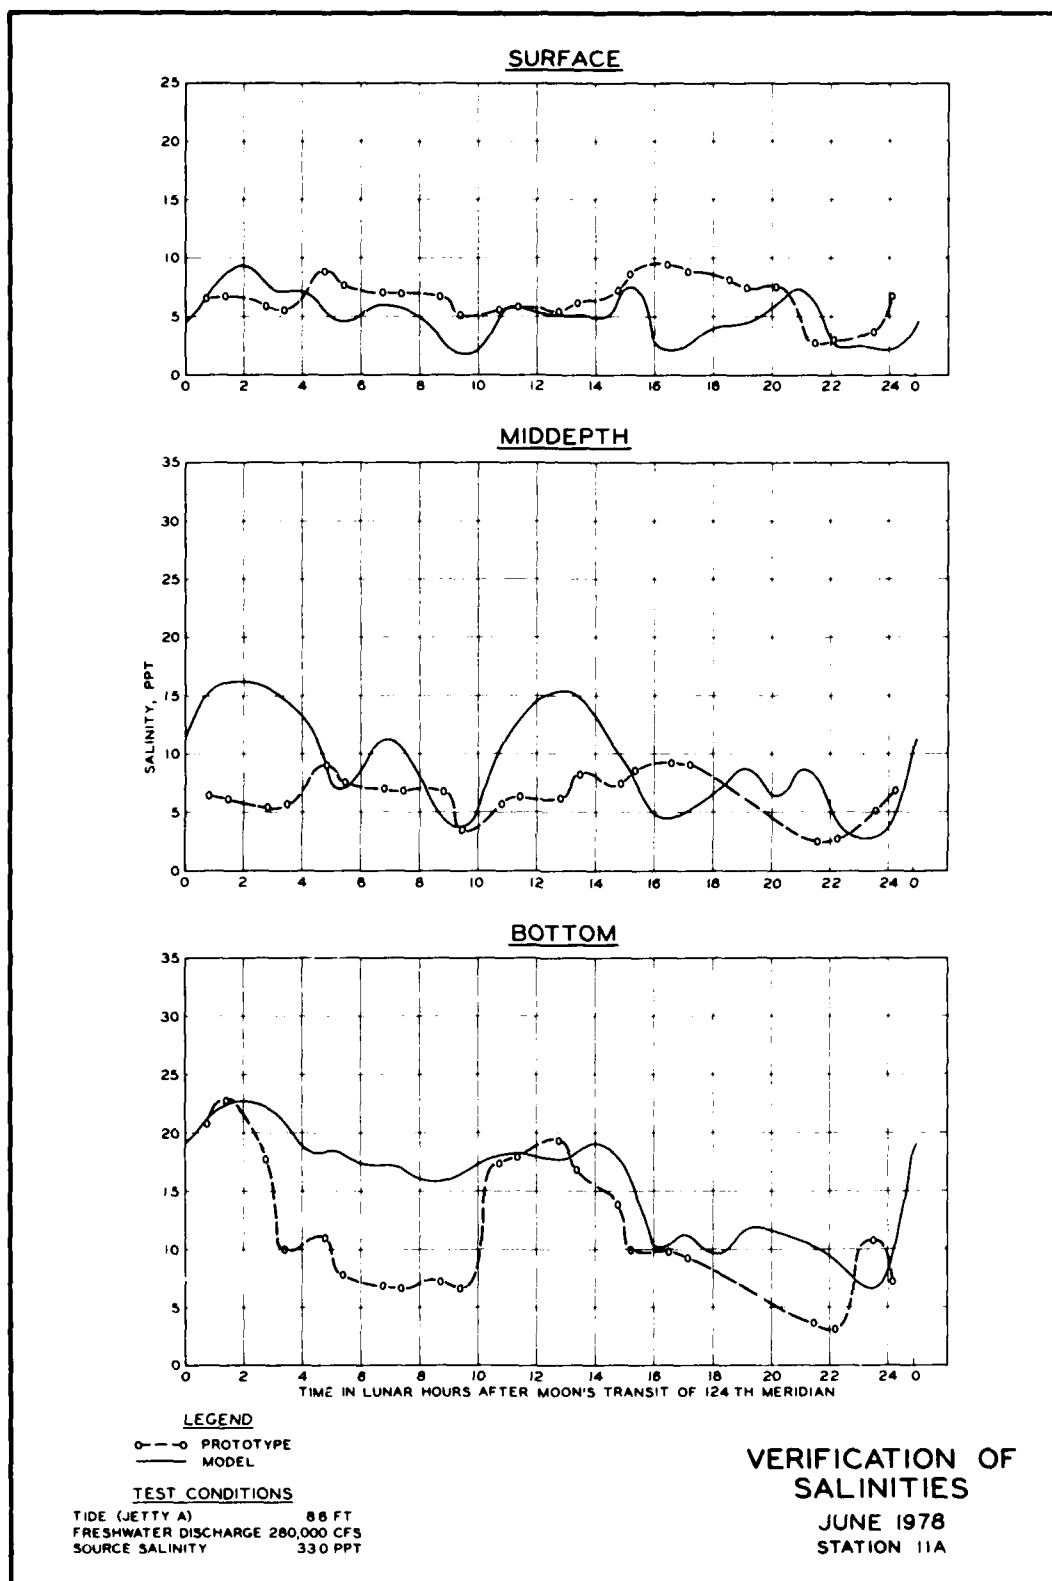 SURFACE
25
20
15
10
5
0
0 2 4 6 8 10 12 14 16 18 20 22 24 0
MIDDEPTH
35
30
25
20
15
10
5
0
SALINITY, PPT
0 2 4 6 8 10 12 14 16 18 20 22 24 0
BOTTOM
35
30
25
20
15
10
5
0
0 2 4 6 8 10 12 14 16 18 20 22 24 0
TIME IN LUNAR HOURS AFTER MOON'S TRANSIT OF 124 TH MERIDIAN
LEGEND
PROTOTYPE
MODEL
TEST CONDITIONS
TIDE (JETTY A) FT
FRESHWATER DISCHARGE 280,000 CFS
SOURCE SALINITY 33 0 PPT
VERIFICATION OF
SALINITIES
JUNE 1978
STATION 11A